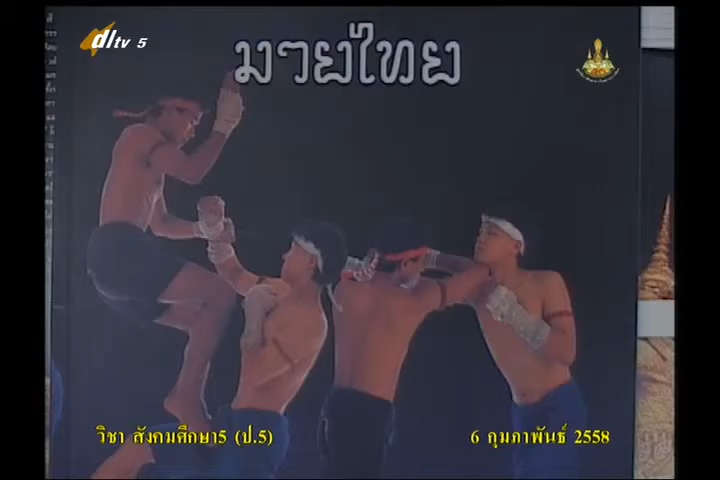 dltv 5
มวยไทย
วิชา สังคมศึกษา5 (ป.5)
6 กุมภาพันธ์ 2558